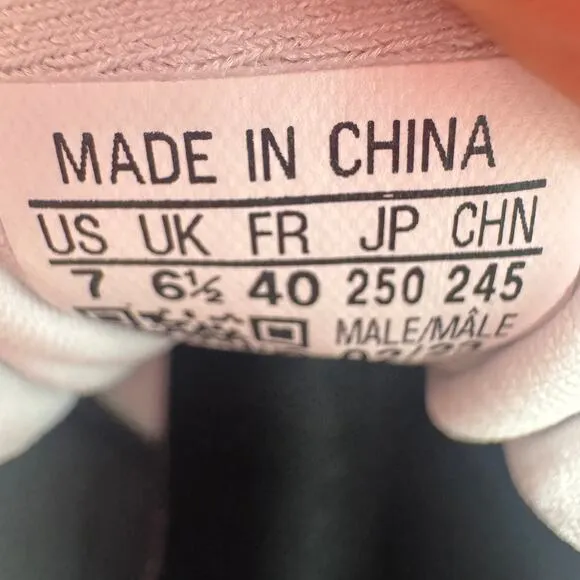 MADE IN CHINA
US UK FR JP CHN
7 6½ 40 250 245
MALE/MÂLE